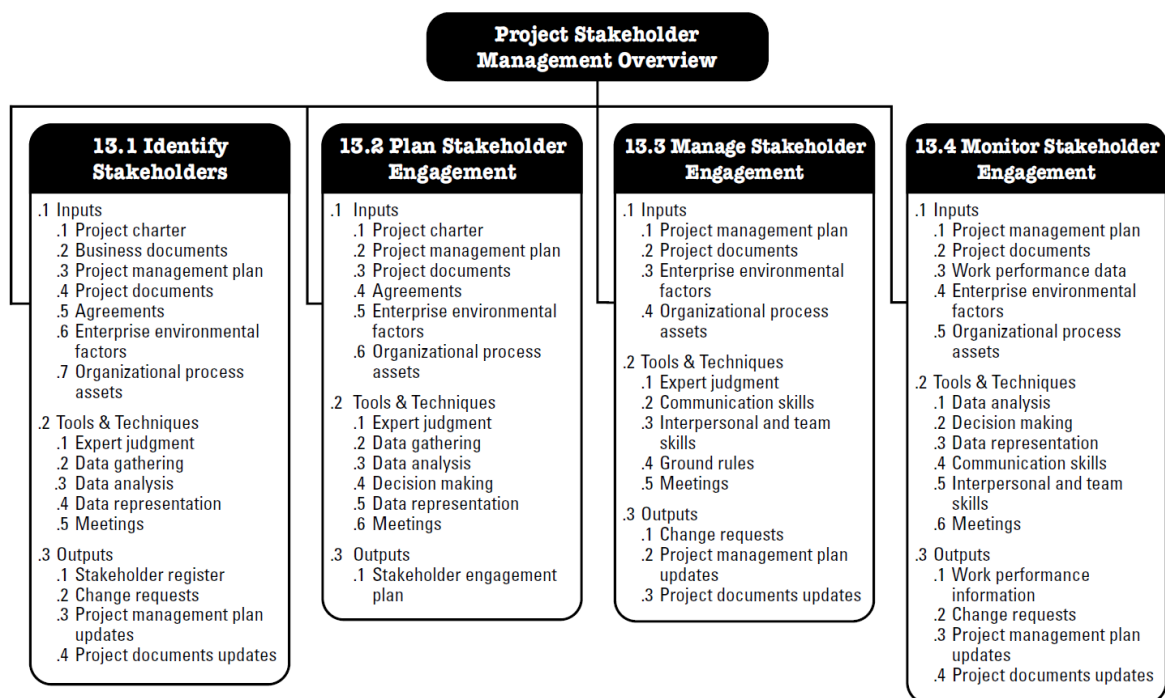 Project Stakeholder
Management Overview
13.1 Identify
Stakeholders
.1 Inputs
.1 Project charter
.2 Business documents
.3 Project management plan
.4 Project documents
.5 Agreements
.6 Enterprise environmental
factors
.7 Organizational process
assets
.2 Tools & Techniques
.1 Expert judgment
.2 Data gathering
.3 Data analysis
.4 Data representation
.5 Meetings
.3 Outputs
.1 Stakeholder register
.2 Change requests
.3 Project management plan
updates
.4 Project documents updates
13.2 Plan Stakeholder
Engagement
.1 Inputs
.1 Project charter
.2 Project management plan
.3 Project documents
.4 Agreements
.5 Enterprise environmental
factors
.6 Organizational process
assets
.2 Tools & Techniques
.1 Expert judgment
.2 Data gathering
.3 Data analysis
.4 Decision making
.5 Data representation
.6 Meetings
.3 Outputs
.1 Stakeholder engagement
plan
13.3 Manage Stakeholder
Engagement
.1 Inputs
.1 Project management plan
.2 Project documents
.3 Enterprise environmental
factors
.4 Organizational process
assets
.2 Tools & Techniques
.1 Expert judgment
.2 Communication skills
.3 Interpersonal and team
skills
.4 Ground rules
.5 Meetings
.3 Outputs
.1 Change requests
.2 Project management plan
updates
.3 Project documents updates
13.4 Monitor Stakeholder
Engagement
.1 Inputs
.1 Project management plan
.2 Project documents
.3 Work performance data
.4 Enterprise environmental
factors
.5 Organizational process
assets
.2 Tools & Techniques
.1 Data analysis
.2 Decision making
.3 Data representation
.4 Communication skills
.5 Interpersonal and team
skills
.6 Meetings
.3 Outputs
.1 Work performance
information
.2 Change requests
.3 Project management plan
updates
.4 Project documents updates